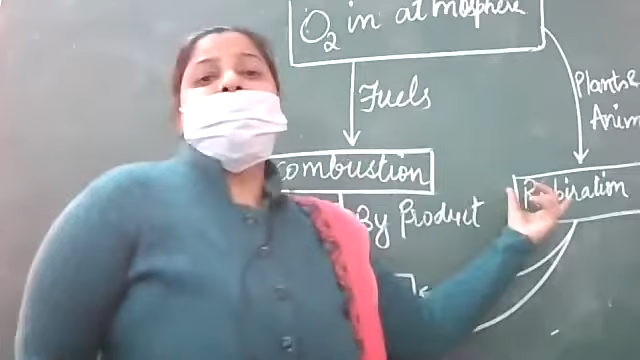 O2 in atmosphere
Fuels
Plants &
Anim
Combustion
Respiration
By Product